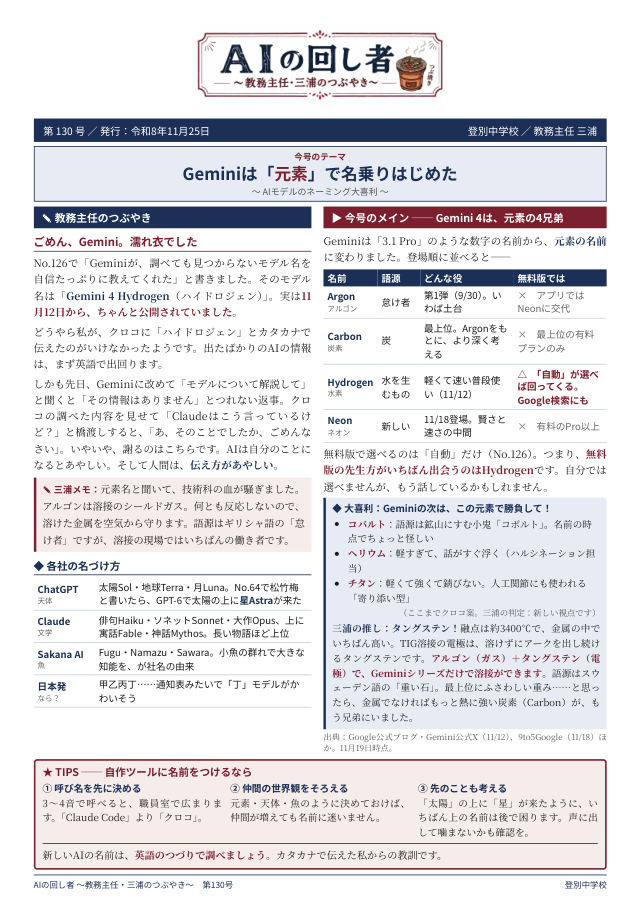 AIの回し者
～教務主任・三浦のつぶやき～
つぶ焼き
第 130 号 ／ 発行：令和8年11月25日
登別中学校 ／ 教務主任 三浦
今号のテーマ
Geminiは「元素」で名乗りはじめた
～ AIモデルのネーミング大喜利 ～
✎ 教務主任のつぶやき
ごめん、Gemini。濡れ衣でした
No.126で「Geminiが、調べても見つからないモデル名を
自信たっぷりに教えてくれた」と書きました。そのモデル
名は「Gemini 4 Hydrogen（ハイドロジェン）」。実は11
月12日から、ちゃんと公開されていました。
どうやら私が、クロコに「ハイドロジェン」とカタカナで
伝えたのがいけなかったようです。出たばかりのAIの情報
は、まず英語で出回ります。
しかも先日、Geminiに改めて「モデルについて解説して」
と聞くと「その情報はありません」とつれない返事。クロ
コの調べた内容を見せて「Claudeはこう言っているけ
ど？」と橋渡しすると、「あ、そのことでしたか、ごめんな
さい」。いやいや、謝るのはこちらです。AIは自分のことに
なるとあやしい。そして人間は、伝え方があやしい。
✎ 三浦メモ：元素名と聞いて、技術科の血が騒ぎました。
アルゴンは溶接のシールドガス。何とも反応しないので、
溶けた金属を空気から守ります。語源はギリシャ語の「怠
け者」ですが、溶接の現場ではいちばんの働き者です。
◆ 各社の名づけ方
ChatGPT
天体
太陽Sol・地球Terra・月Luna。No.64で松竹梅
と書いたら、GPT-6で太陽の上に星Astraが来た
Claude
文学
俳句Haiku・ソネットSonnet・大作Opus、上に
寓話Fable・神話Mythos。長い物語ほど上位
Sakana AI
魚
Fugu・Namazu・Sawara。小魚の群れで大きな
知能を、が社名の由来
日本発
なら？
甲乙丙丁……通知表みたいで「丁」モデルがか
わいそう
▶ 今号のメイン ── Gemini 4は、元素の4兄弟
Geminiは「3.1 Pro」のような数字の名前から、元素の名前
に変わりました。登場順に並べると――
名前 語源 どんな役 無料版では
Argon
アルゴン
怠け者
第1弾（9/30）。い
わば土台
× アプリでは
Neonに交代
Carbon
炭素
炭
最上位。Argonをも
とに、より深く考
える
× 最上位の有料
プランのみ
Hydrogen
水素
水を生
むもの
軽くて速い普段使
い（11/12）
△ 「自動」が選べ
ば回ってくる。
Google検索にも
Neon
ネオン
新しい
11/18登場。賢さと
速さの中間
× 有料のPro以上
無料版で選べるのは「自動」だけ（No.126）。つまり、無料
版の先生方がいちばん出会うのはHydrogenです。自分では
選べませんが、もう話しているかもしれません。
◆ 大喜利：Geminiの次は、この元素で勝負して！
• コバルト：語源は鉱山にすむ小鬼「コボルト」。名前の時
点でちょっと怪しい
• ヘリウム：軽すぎて、話がすぐ浮く（ハルシネーション担
当）
• チタン：軽くて強くて錆びない。人工関節にも使われる
「寄り添い型」
（ここまでクロコ案。三浦の判定：新しい視点です）
三浦の推し：タングステン！融点は約3400℃で、金属の中で
いちばん高い。TIG溶接の電極は、溶けずにアークを出し続け
るタングステンです。アルゴン（ガス）＋タングステン（電
極）で、Geminiシリーズだけで溶接ができます。語源はスウ
ェーデン語の「重い石」。最上位にふさわしい重み……と思っ
たら、金属でなければもっと熱に強い炭素（Carbon）が、も
う兄弟にいました。
出典：Google公式ブログ・Gemini公式X（11/12）、9to5Google（11/18）ほ
か。11月19日時点。
★ TIPS ── 自作ツールに名前をつけるなら
① 呼び名を先に決める
3～4音で呼べると、職員室で広まりま
す。「Claude Code」より「クロコ」。
② 仲間の世界観をそろえる
元素・天体・魚のように決めておけば、
仲間が増えても名前に迷いません。
③ 先のことも考える
「太陽」の上に「星」が来たように、い
ちばん上の名前は後で困ります。声に出
して噛まないかも確認を。
新しいAIの名前は、英語のつづりで調べましょう。カタカナで伝えた私からの教訓です。
AIの回し者 ～教務主任・三浦のつぶやき～ 第130号
登別中学校